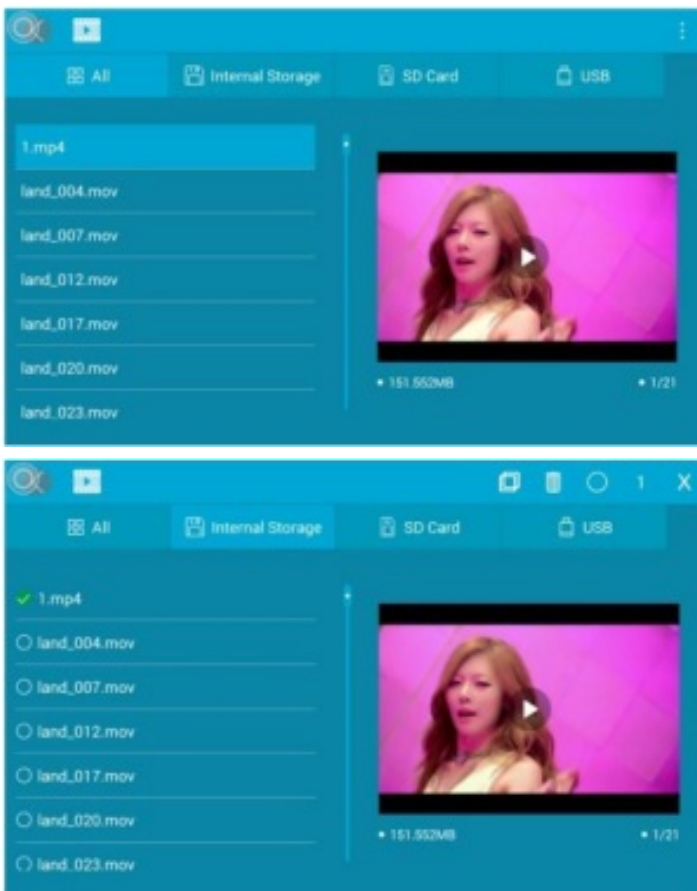 All Internal Storage SD Card USB
1.mp4
land_004.mov
land_007.mov
land_012.mov
land_017.mov
land_020.mov
land_023.mov
• 151.552MB • 1/21
1 X
All Internal Storage SD Card USB
1.mp4
land_004.mov
land_007.mov
land_012.mov
land_017.mov
land_020.mov
land_023.mov
• 151.552MB • 1/21